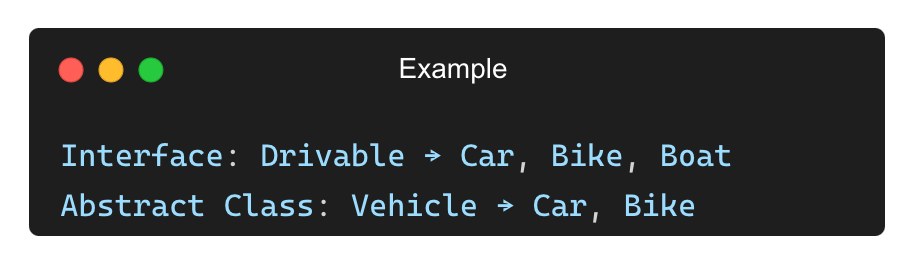 Example
Interface: Drivable → Car, Bike, Boat
Abstract Class: Vehicle → Car, Bike